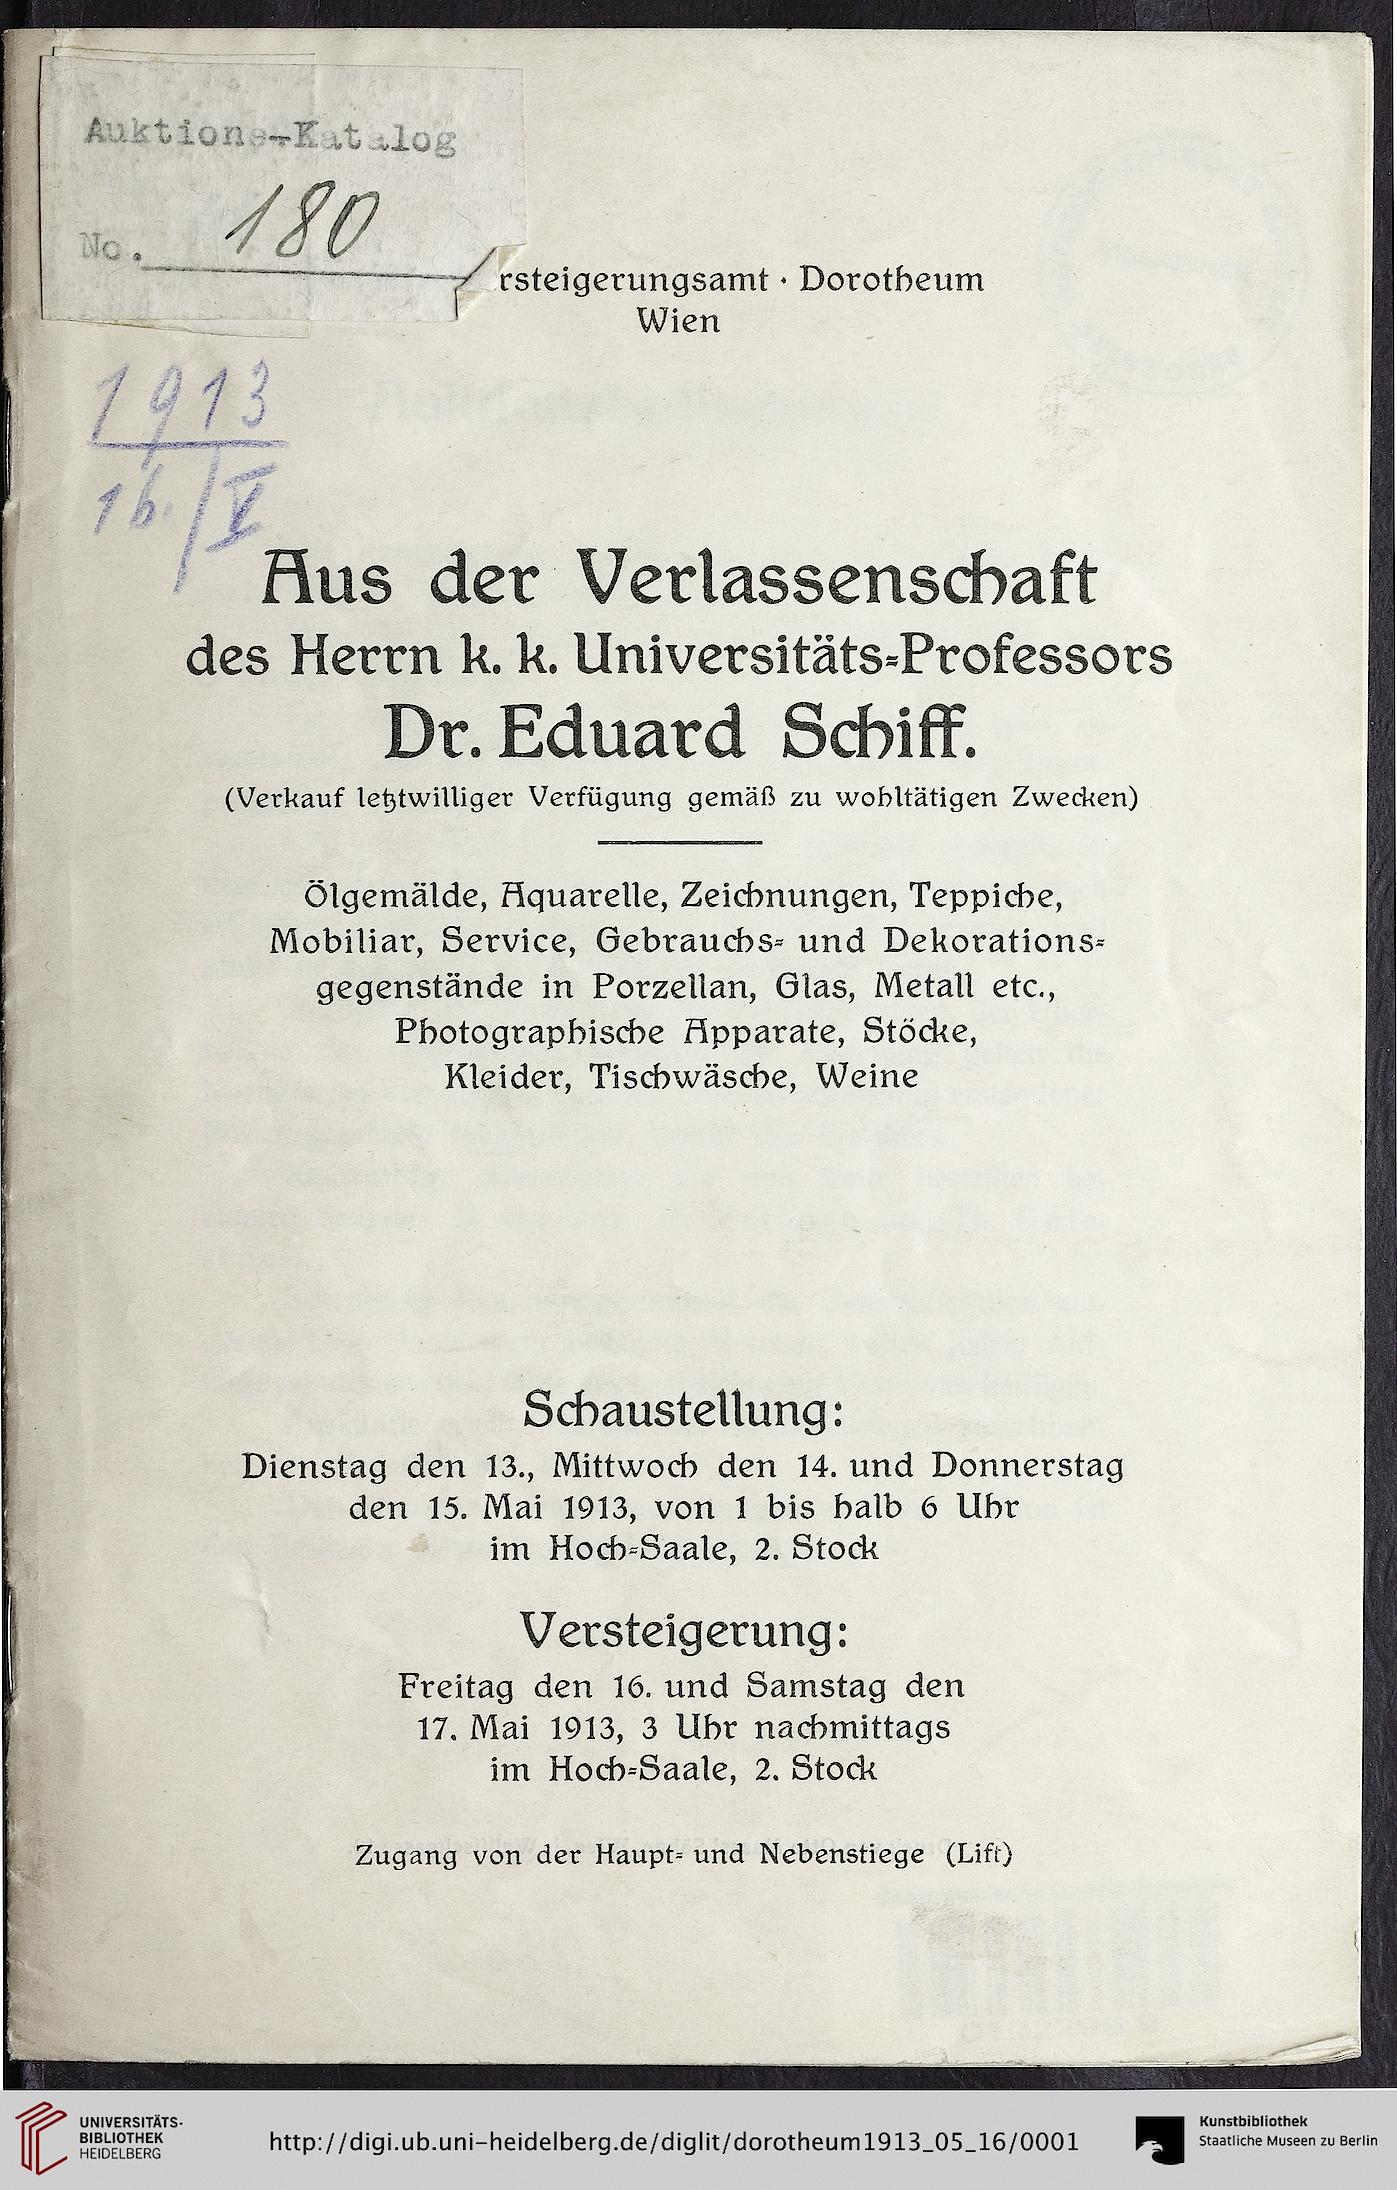 Auktions-Katalog
No. 180
rsteigerungsamt · Dorotheum
Wien
1913
16./V
Aus der Verlassenschaft
des Herrn k. k. Universitäts-Professors
Dr. Eduard Schiff.
(Verkauf letztwilliger Verfügung gemäß zu wohltätigen Zwecken)
Ölgemälde, Aquarelle, Zeichnungen, Teppiche,
Mobiliar, Service, Gebrauchs- und Dekorations-
gegenstände in Porzellan, Glas, Metall etc.,
Photographische Apparate, Stöcke,
Kleider, Tischwäsche, Weine
Schaustellung:
Dienstag den 13., Mittwoch den 14. und Donnerstag
den 15. Mai 1913, von 1 bis halb 6 Uhr
im Hoch-Saale, 2. Stock
Versteigerung:
Freitag den 16. und Samstag den
17. Mai 1913, 3 Uhr nachmittags
im Hoch-Saale, 2. Stock
Zugang von der Haupt- und Nebenstiege (Lift)
UNIVERSITÄTS-
BIBLIOTHEK
HEIDELBERG
http://digi.ub.uni-heidelberg.de/diglit/dorotheum1913_05_16/0001
Kunstbibliothek
Staatliche Museen zu Berlin